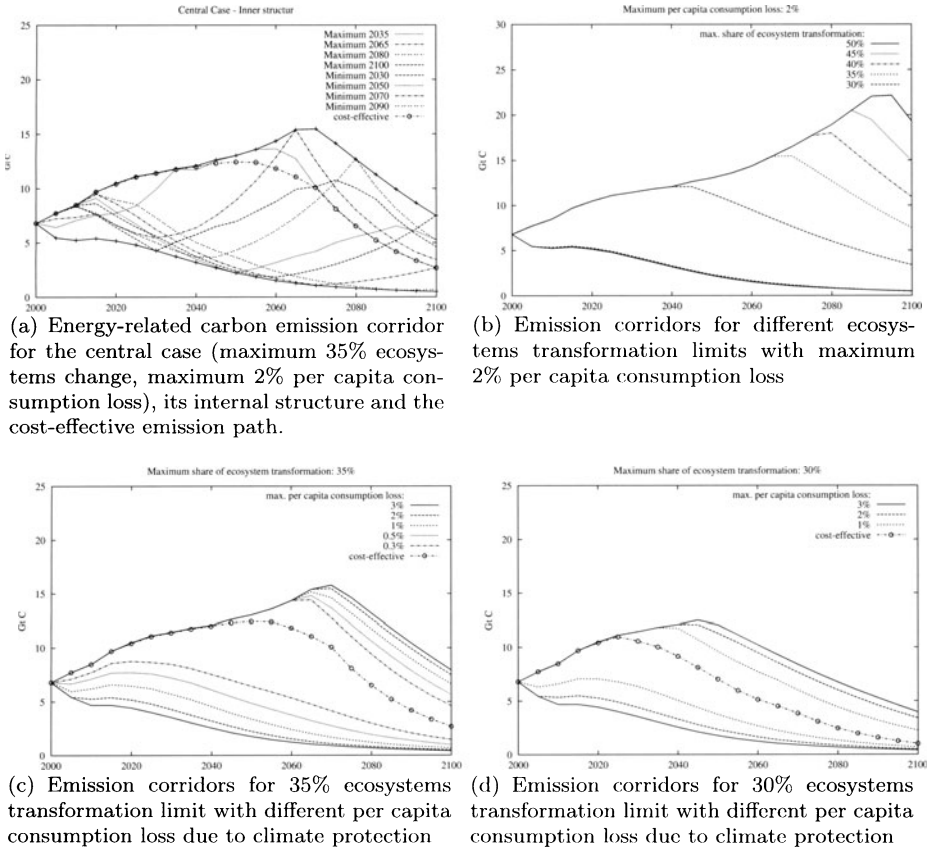 Central Case - Inner structur
25
20
15
10
5
0
Gt C
2000 2020 2040 2060 2080 2100
Maximum 2035
Maximum 2065
Maximum 2080
Maximum 2100
Minimum 2030
Minimum 2050
Minimum 2070
Minimum 2090
cost-effective
(a) Energy-related carbon emission corridor
for the central case (maximum 35% ecosys-
tems change, maximum 2% per capita con-
sumption loss), its internal structure and the
cost-effective emission path.
Maximum per capita consumption loss: 2%
30
25
20
15
10
5
0
Gt C
2000 2020 2040 2060 2080 2100
max. share of ecosystem transformation:
50%
45%
40%
35%
30%
(b) Emission corridors for different ecosys-
tems transformation limits with maximum
2% per capita consumption loss
Maximum share of ecosystem transformation: 35%
25
20
15
10
5
0
Gt C
2000 2020 2040 2060 2080 2100
max. per capita consumption loss:
3%
2%
1%
0.5%
0.3%
cost-effective
(c) Emission corridors for 35% ecosystems
transformation limit with different per capita
consumption loss due to climate protection
Maximum share of ecosystem transformation: 30%
25
20
15
10
5
0
Gt C
2000 2020 2040 2060 2080 2100
max. per capita consumption loss:
3%
2%
1%
cost-effective
(d) Emission corridors for 30% ecosystems
transformation limit with different per capita
consumption loss due to climate protection